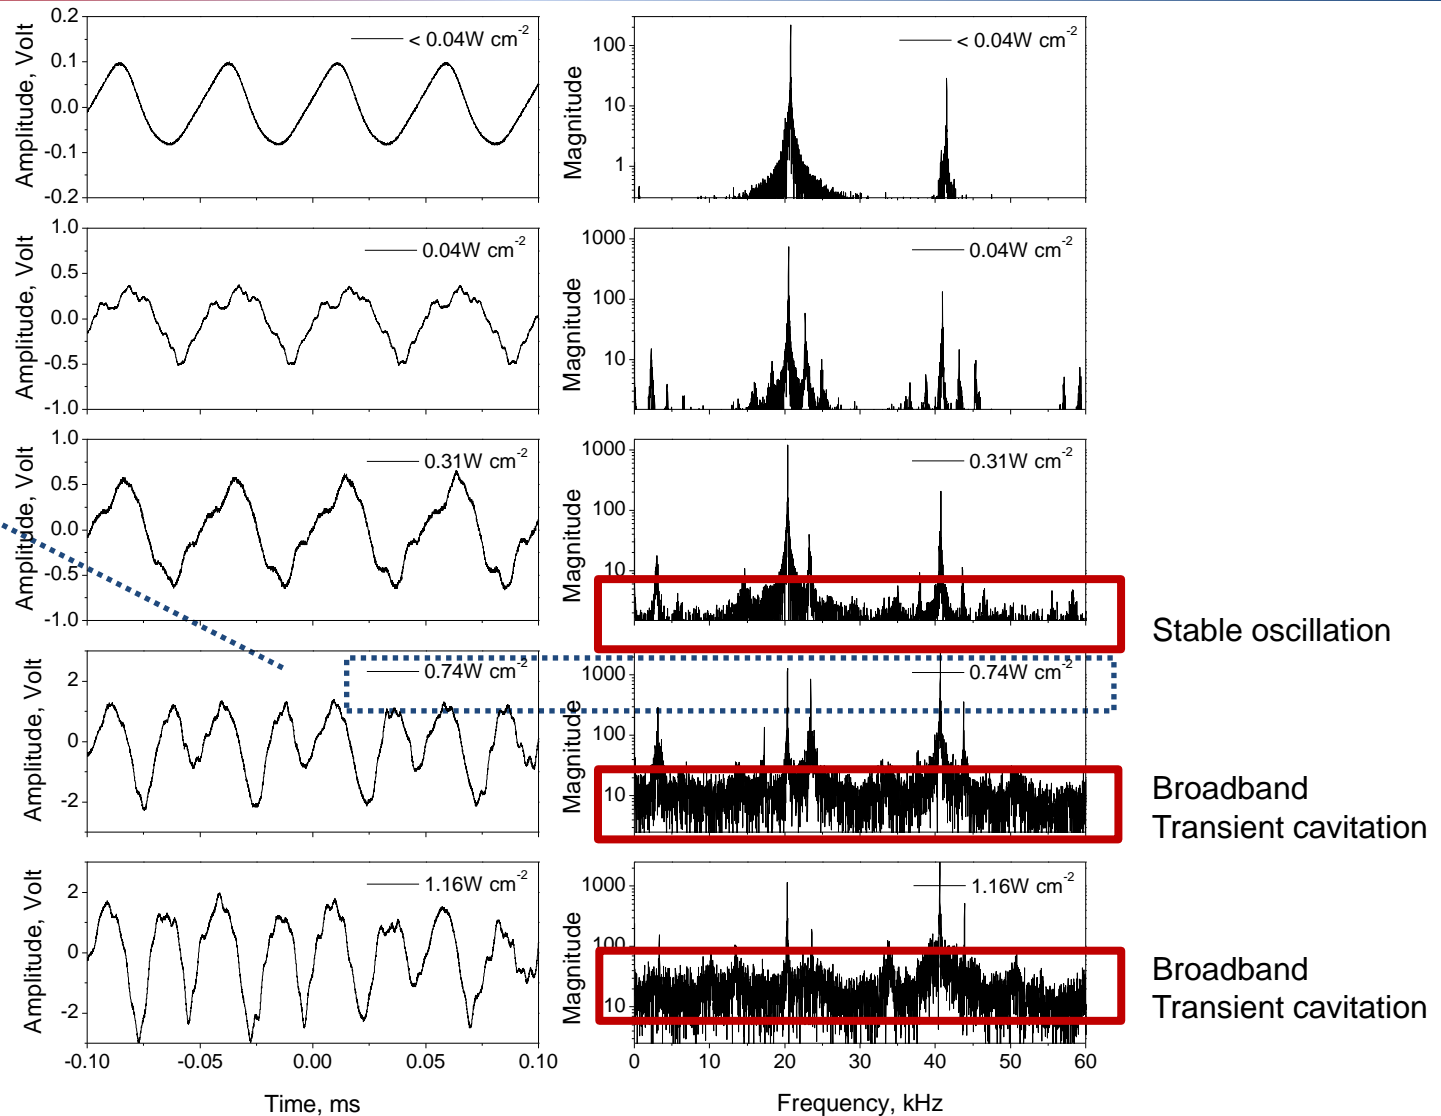 0.2
0.1
0.0
-0.1
-0.2
Amplitude, Volt
< 0.04W cm-2
100
10
1
Magnitude
< 0.04W cm-2
1.0
0.5
0.0
-0.5
-1.0
Amplitude, Volt
0.04W cm-2
1000
100
10
Magnitude
0.04W cm-2
1.0
0.5
0.0
-0.5
-1.0
Amplitude, Volt
0.31W cm-2
1000
100
10
Magnitude
0.31W cm-2
Stable oscillation
2
0
-2
Amplitude, Volt
0.74W cm-2
1000
100
10
Magnitude
0.74W cm-2
Broadband
Transient cavitation
2
0
-2
Amplitude, Volt
1.16W cm-2
1000
100
10
Magnitude
1.16W cm-2
Broadband
Transient cavitation
-0.10 -0.05 0.00 0.05 0.10
Time, ms
0 10 20 30 40 50 60
Frequency, kHz